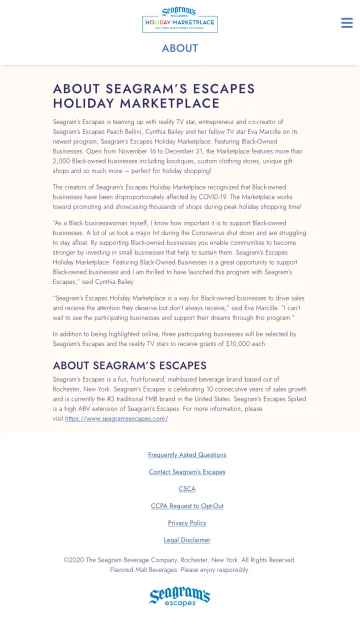 Seagram's
escapes
HOLIDAY MARKETPLACE
ABOUT
ABOUT SEAGRAM'S ESCAPES
HOLIDAY MARKETPLACE
Seagram's Escapes is teaming up with reality TV star, entrepreneur and co-creator of
Seagram's Escapes Peach Bellini, Cynthia Bailey and her fellow TV star Eva Marcille on its
newest program, Seagram's Escapes Holiday Marketplace: Featuring Black-Owned
Businesses. Open from November 16 to December 31, the Marketplace features more than
2,000 Black-owned businesses including boutiques, custom clothing stores, unique gift
shops and so much more – perfect for holiday shopping!
The creators of Seagram's Escapes Holiday Marketplace recognized that Black-owned
businesses have been disproportionately affected by COVID-19. The Marketplace works
toward promoting and showcasing thousands of shops during peak holiday shopping time!
"As a Black businesswoman myself, I know how important it is to support Black-owned
businesses. A lot of us took a major hit during the Coronavirus shut down and are struggling
to stay afloat. By supporting Black-owned businesses you enable communities to become
stronger by investing in small businesses that help to sustain them. Seagram's Escapes
Holiday Marketplace: Featuring Black-Owned Businesses is a great opportunity to support
Black-owned businesses and I am thrilled to have launched this program with Seagram's
Escapes," said Cynthia Bailey.
"Seagram's Escapes Holiday Marketplace is a way for Black-owned businesses to drive sales
and receive the attention they deserve but don't always receive," said Eva Marcille. "I can't
wait to see the participating businesses and support their dreams through this program."
In addition to being highlighted online, three participating businesses will be selected by
Seagram's Escapes and the reality TV stars to receive grants of $10,000 each.
ABOUT SEAGRAM'S ESCAPES
Seagram's Escapes is a fun, fruit-forward, malt-based beverage brand based out of
Rochester, New York. Seagram's Escapes is celebrating 10 consecutive years of sales growth
and is currently the #3 traditional FMB brand in the United States. Seagram's Escapes Spiked
is a high ABV extension of Seagram's Escapes. For more information, please
visit https://www.seagramsescapes.com/
Frequently Asked Questions
Contact Seagram's Escapes
CSCA
CCPA Request to Opt-Out
Privacy Policy
Legal Disclaimer
©2020 The Seagram Beverage Company, Rochester, New York. All Rights Reserved.
Flavored Malt Beverages. Please enjoy responsibly.
Seagram's
escapes